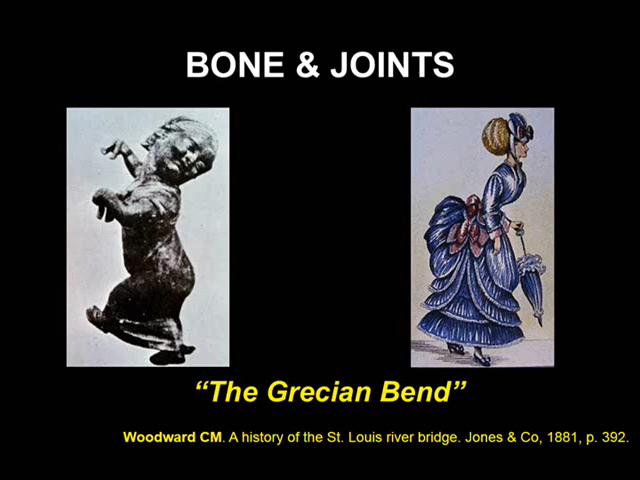 BONE & JOINTS
“The Grecian Bend”
Woodward CM. A history of the St. Louis river bridge. Jones & Co, 1881, p. 392.